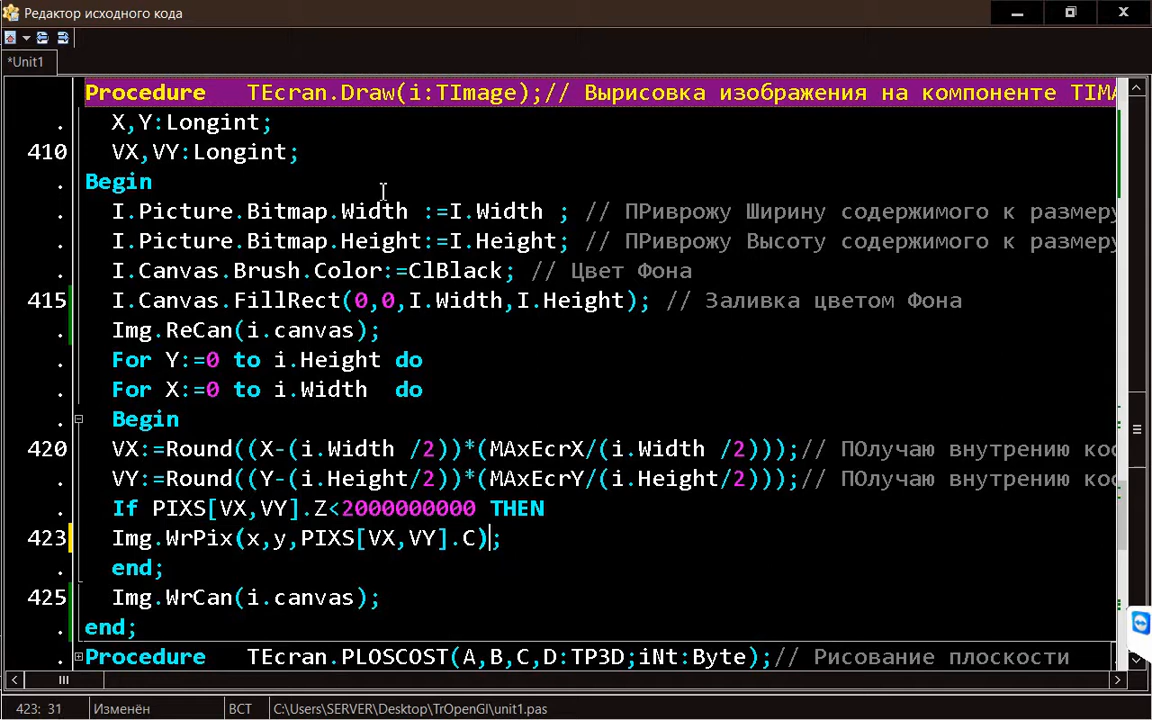 Редактор исходного кода
*Unit1
Procedure   TEcran.Draw(i:TImage);// Вырисовка изображения на компоненте TIMA
.   X,Y:Longint;
410   VX,VY:Longint;
. Begin
.   I.Picture.Bitmap.Width :=I.Width ; // ПРиврожу Ширину содержимого к размеру
.   I.Picture.Bitmap.Height:=I.Height; // ПРиврожу Высоту содержимого к размеру
.   I.Canvas.Brush.Color:=ClBlack; // Цвет Фона
415   I.Canvas.FillRect(0,0,I.Width,I.Height); // Заливка цветом Фона
.   Img.ReCan(i.canvas);
.   For Y:=0 to i.Height do
.   For X:=0 to i.Width  do
.   Begin
420   VX:=Round((X-(i.Width /2))*(MAxEcrX/(i.Width /2)));// ПОлучаю внутрению кос
.   VY:=Round((Y-(i.Height/2))*(MAxEcrY/(i.Height/2)));// ПОлучаю внутрению кос
.   If PIXS[VX,VY].Z<2000000000 THEN
423   Img.WrPix(x,y,PIXS[VX,VY].C);
.   end;
425   Img.WrCan(i.canvas);
. end;
. Procedure   TEcran.PLOSCOST(A,B,C,D:TP3D;iNt:Byte);// Рисование плоскости
423: 31   Изменён   ВСТ   C:\Users\SERVER\Desktop\TrOpenGl\unit1.pas